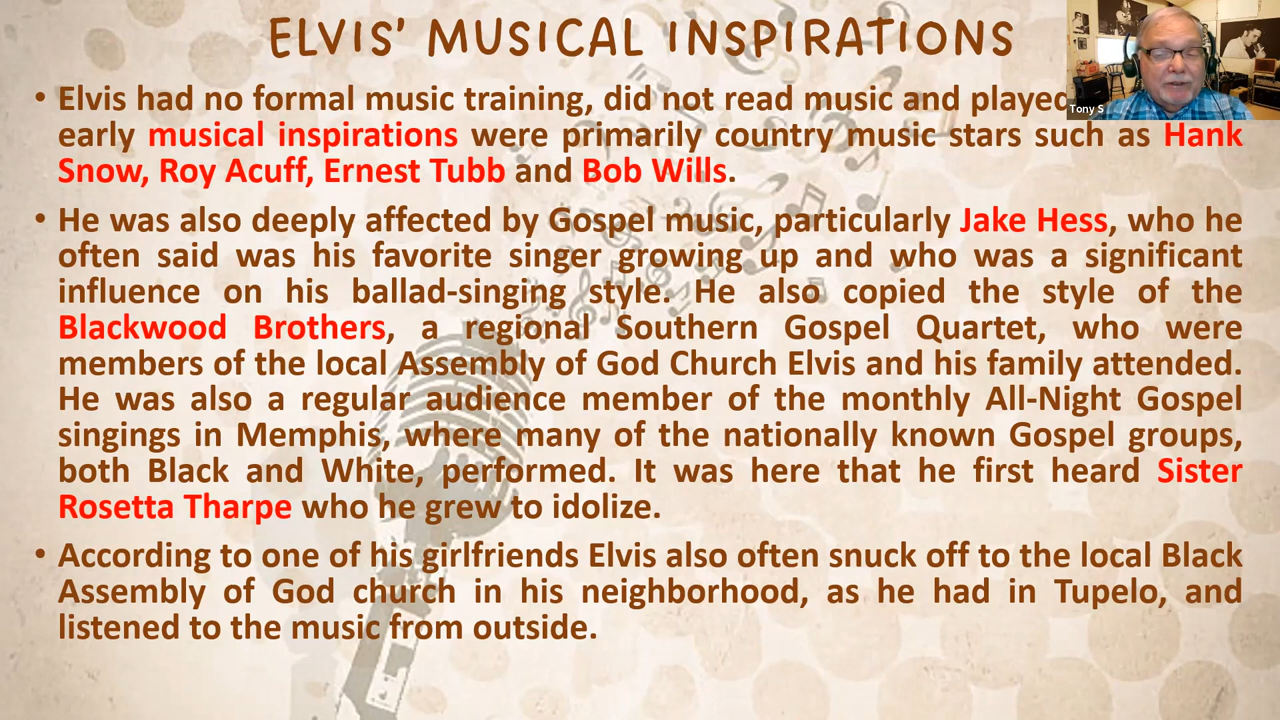 ELVIS' MUSICAL INSPIRATIONS
Tony S
• Elvis had no formal music training, did not read music and played
early musical inspirations were primarily country music stars such as Hank
Snow, Roy Acuff, Ernest Tubb and Bob Wills.
• He was also deeply affected by Gospel music, particularly Jake Hess, who he
often said was his favorite singer growing up and who was a significant
influence on his ballad-singing style. He also copied the style of the
Blackwood Brothers, a regional Southern Gospel Quartet, who were
members of the local Assembly of God Church Elvis and his family attended.
He was also a regular audience member of the monthly All-Night Gospel
singings in Memphis, where many of the nationally known Gospel groups,
both Black and White, performed. It was here that he first heard Sister
Rosetta Tharpe who he grew to idolize.
• According to one of his girlfriends Elvis also often snuck off to the local Black
Assembly of God church in his neighborhood, as he had in Tupelo, and
listened to the music from outside.